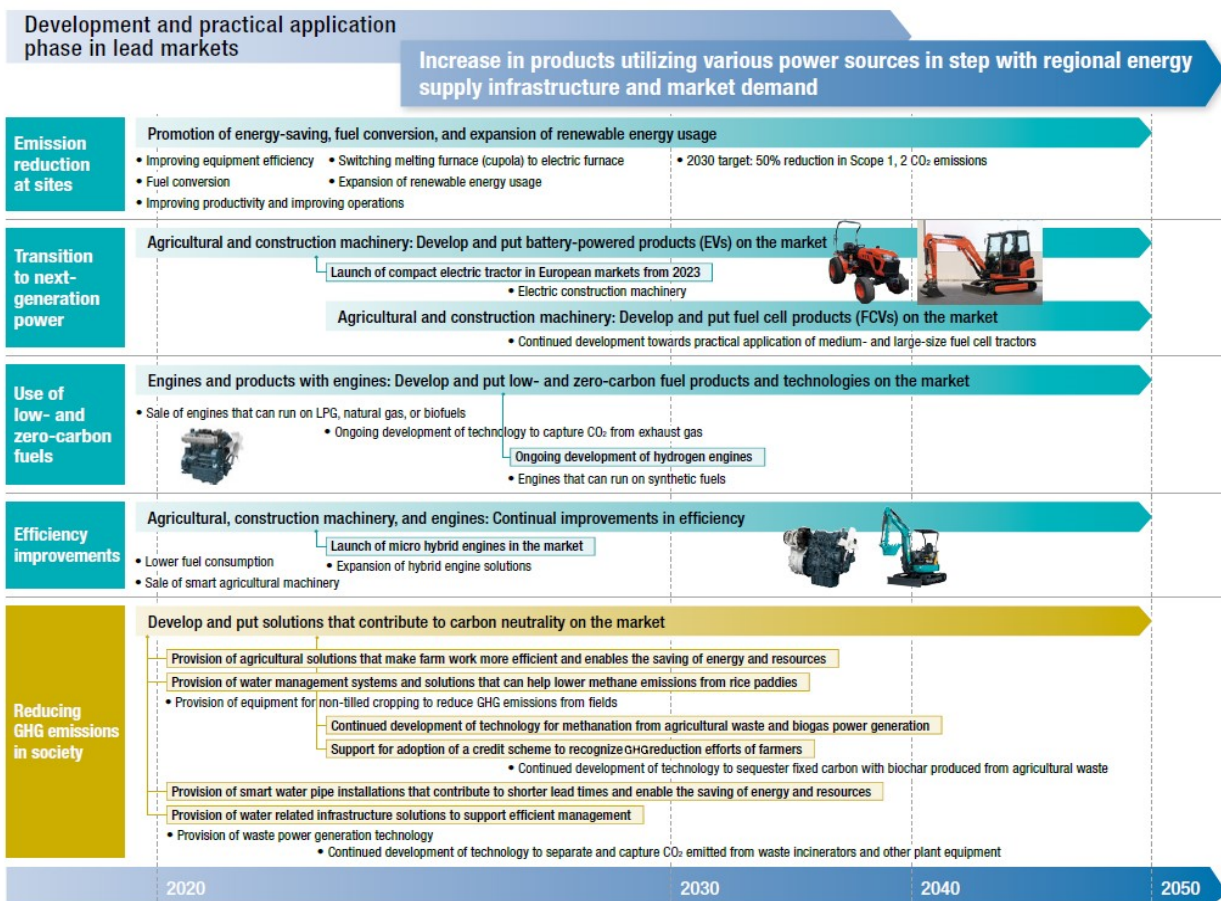 Development and practical application
phase in lead markets
Increase in products utilizing various power sources in step with regional energy
supply infrastructure and market demand
Emission
reduction
at sites
Promotion of energy-saving, fuel conversion, and expansion of renewable energy usage
• Improving equipment efficiency
• Switching melting furnace (cupola) to electric furnace
• 2030 target: 50% reduction in Scope 1, 2 CO₂ emissions
• Fuel conversion
• Expansion of renewable energy usage
• Improving productivity and improving operations
Transition
to next-
generation
power
Agricultural and construction machinery: Develop and put battery-powered products (EVs) on the market
Launch of compact electric tractor in European markets from 2023
• Electric construction machinery
Agricultural and construction machinery: Develop and put fuel cell products (FCVs) on the market
• Continued development towards practical application of medium- and large-size fuel cell tractors
Use of
low- and
zero-carbon
fuels
Engines and products with engines: Develop and put low- and zero-carbon fuel products and technologies on the market
• Sale of engines that can run on LPG, natural gas, or biofuels
• Ongoing development of technology to capture CO₂ from exhaust gas
Ongoing development of hydrogen engines
• Engines that can run on synthetic fuels
Efficiency
improvements
Agricultural, construction machinery, and engines: Continual improvements in efficiency
Launch of micro hybrid engines in the market
• Lower fuel consumption
• Expansion of hybrid engine solutions
• Sale of smart agricultural machinery
Reducing
GHG emissions
in society
Develop and put solutions that contribute to carbon neutrality on the market
Provision of agricultural solutions that make farm work more efficient and enables the saving of energy and resources
Provision of water management systems and solutions that can help lower methane emissions from rice paddies
• Provision of equipment for non-tilled cropping to reduce GHG emissions from fields
Continued development of technology for methanation from agricultural waste and biogas power generation
Support for adoption of a credit scheme to recognize GHG reduction efforts of farmers
• Continued development of technology to sequester fixed carbon with biochar produced from agricultural waste
Provision of smart water pipe installations that contribute to shorter lead times and enable the saving of energy and resources
Provision of water related infrastructure solutions to support efficient management
• Provision of waste power generation technology
• Continued development of technology to separate and capture CO₂ emitted from waste incinerators and other plant equipment
2020
2030
2040
2050